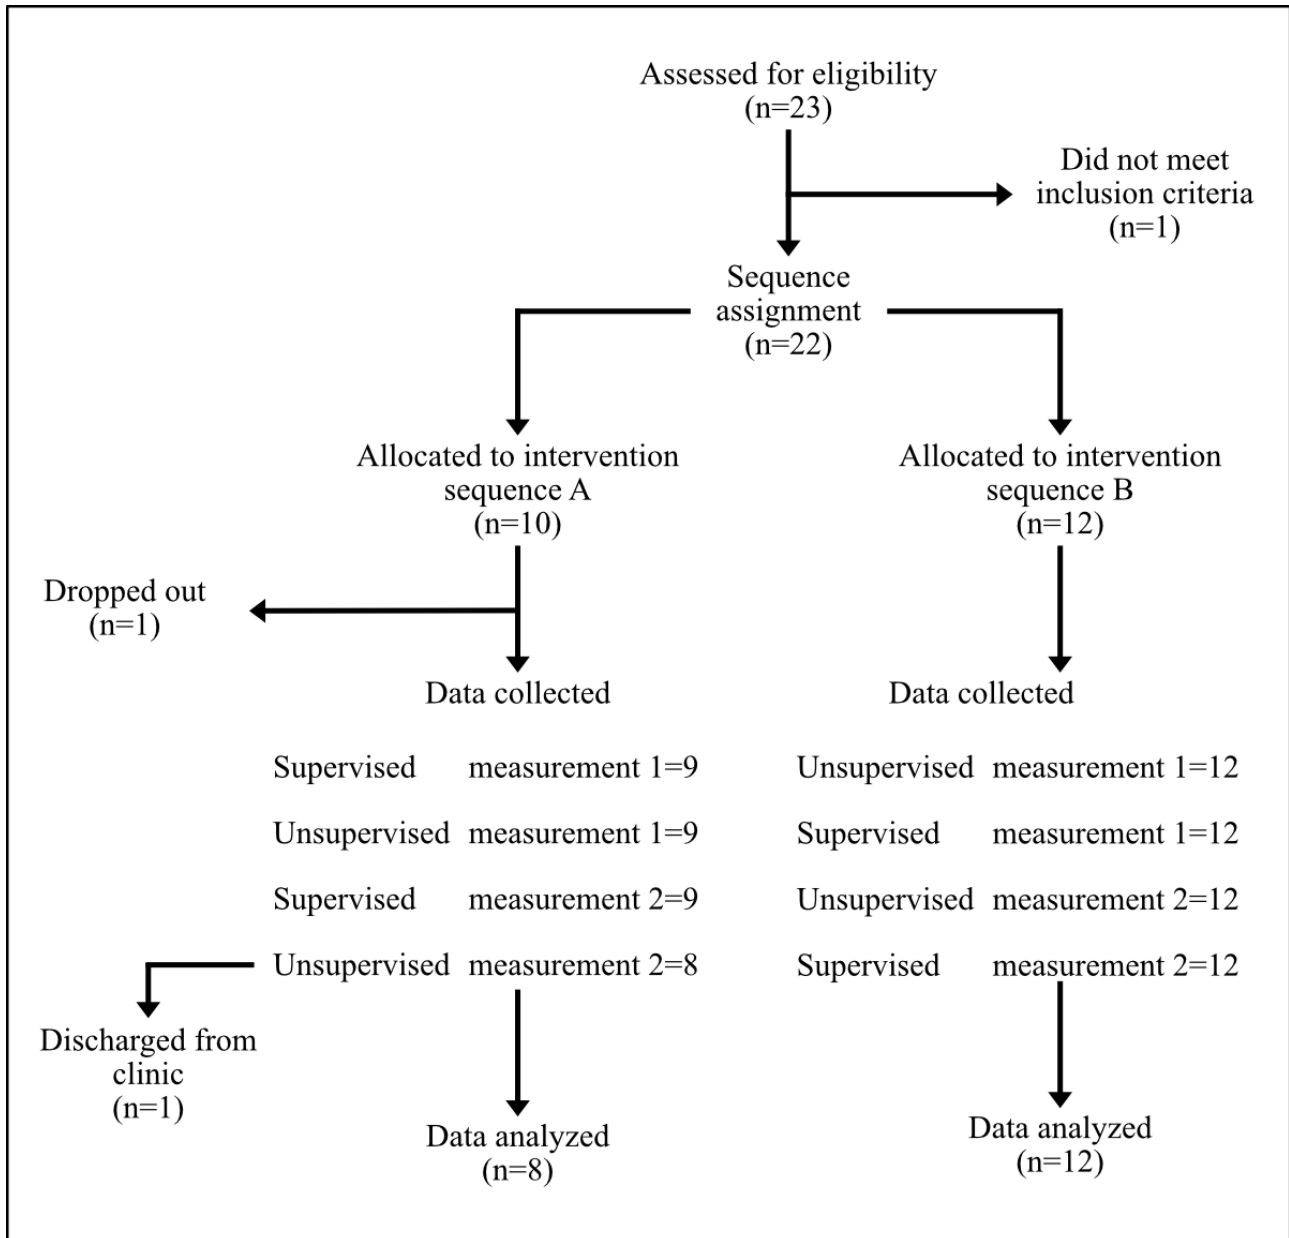 Assessed for eligibility
(n=23)
Did not meet
inclusion criteria
(n=1)
Sequence
assignment
(n=22)
Allocated to intervention
sequence A
(n=10)
Allocated to intervention
sequence B
(n=12)
Dropped out
(n=1)
Data collected
Data collected
Supervised measurement 1=9
Unsupervised measurement 1=9
Supervised measurement 2=9
Unsupervised measurement 2=8
Unsupervised measurement 1=12
Supervised measurement 1=12
Unsupervised measurement 2=12
Supervised measurement 2=12
Discharged from
clinic
(n=1)
Data analyzed
(n=8)
Data analyzed
(n=12)